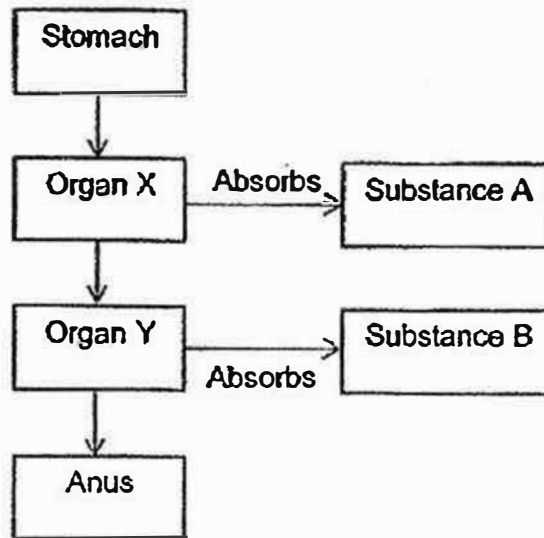 Stomach
Organ X
Absorbs
Substance A
Organ Y
Absorbs
Substance B
Anus